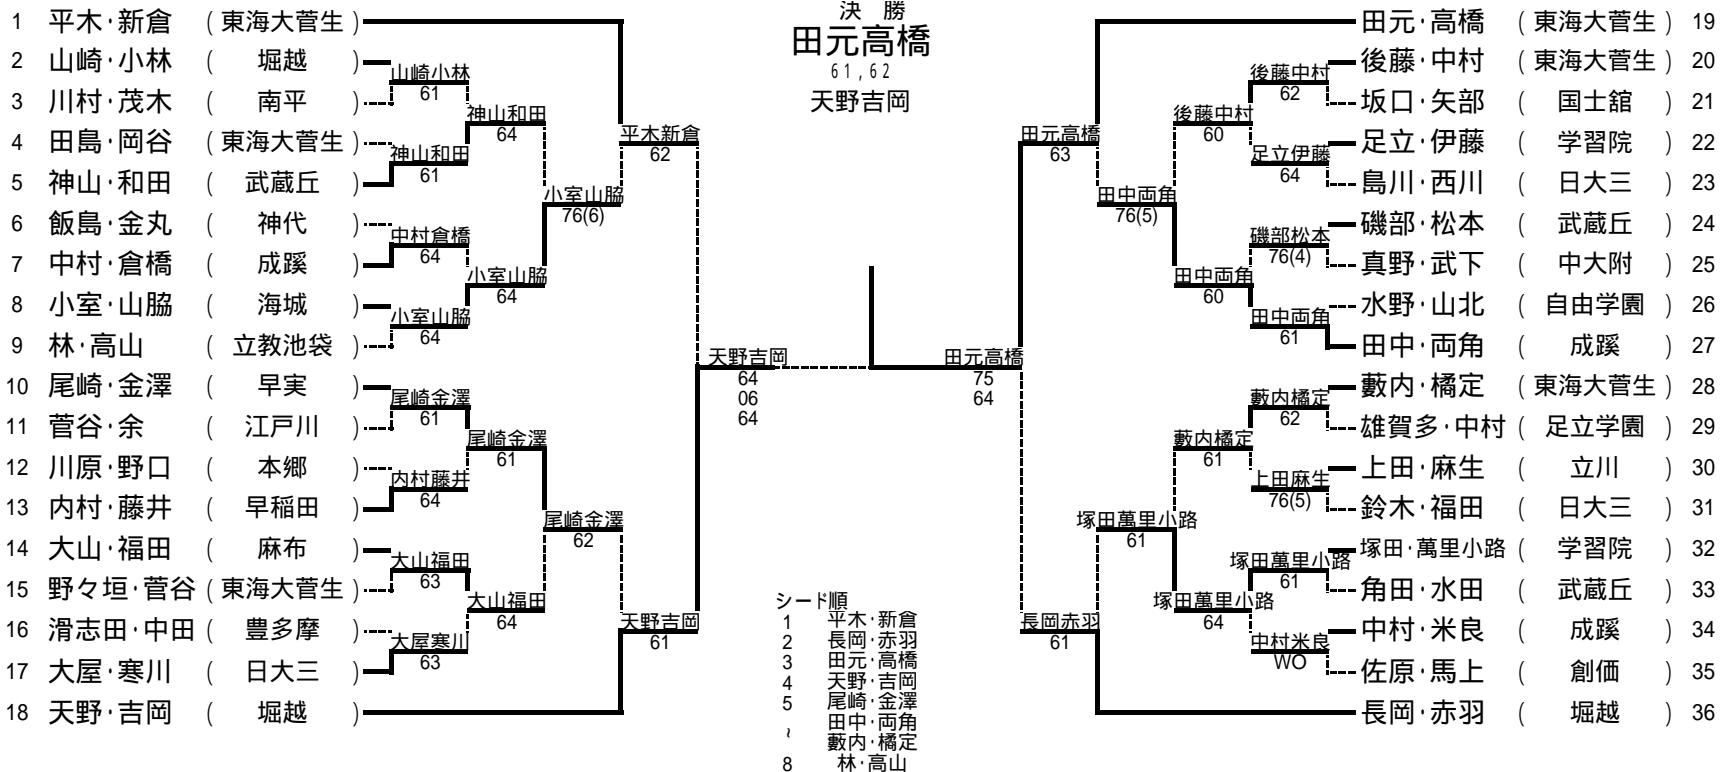 決 勝
田元高橋
61,62
天野吉岡
1 平木・新倉 (東海大菅生)
2 山崎・小林 ( 堀越 )
3 川村・茂木 ( 南平 )
4 田島・岡谷 (東海大菅生)
5 神山・和田 ( 武蔵丘 )
6 飯島・金丸 ( 神代 )
7 中村・倉橋 ( 成蹊 )
8 小室・山脇 ( 海城 )
9 林・高山 ( 立教池袋 )
10 尾崎・金澤 ( 早実 )
11 菅谷・余 ( 江戸川 )
12 川原・野口 ( 本郷 )
13 内村・藤井 ( 早稲田 )
14 大山・福田 ( 麻布 )
15 野々垣・菅谷 (東海大菅生)
16 滑志田・中田 ( 豊多摩 )
17 大屋・寒川 ( 日大三 )
18 天野・吉岡 ( 堀越 )
山崎小林
61
神山和田
61
中村倉橋
64
小室山脇
64
尾崎金澤
61
内村藤井
64
大山福田
63
大屋寒川
63
神山和田
64
小室山脇
64
尾崎金澤
61
大山福田
64
小室山脇
76(6)
尾崎金澤
62
平木新倉
62
天野吉岡
61
天野吉岡
64
06
64
田元高橋
75
64
田元高橋
63
長岡赤羽
61
田中両角
76(5)
塚田萬里小路
61
後藤中村
60
田中両角
60
藪内橘定
61
塚田萬里小路
64
後藤中村
62
足立伊藤
64
磯部松本
76(4)
田中両角
61
藪内橘定
62
上田麻生
76(5)
塚田萬里小路
61
中村米良
WO
田元・高橋 (東海大菅生) 19
後藤・中村 (東海大菅生) 20
坂口・矢部 ( 国士舘 ) 21
足立・伊藤 ( 学習院 ) 22
島川・西川 ( 日大三 ) 23
磯部・松本 ( 武蔵丘 ) 24
真野・武下 ( 中大附 ) 25
水野・山北 ( 自由学園 ) 26
田中・両角 ( 成蹊 ) 27
藪内・橘定 (東海大菅生) 28
雄賀多・中村 ( 足立学園 ) 29
上田・麻生 ( 立川 ) 30
鈴木・福田 ( 日大三 ) 31
塚田・萬里小路 ( 学習院 ) 32
角田・水田 ( 武蔵丘 ) 33
中村・米良 ( 成蹊 ) 34
佐原・馬上 ( 創価 ) 35
長岡・赤羽 ( 堀越 ) 36
シード順
1 平木・新倉
2 長岡・赤羽
3 田元・高橋
4 天野・吉岡
5 尾崎・金澤
田中・両角
~ 藪内・橘定
8 林・高山